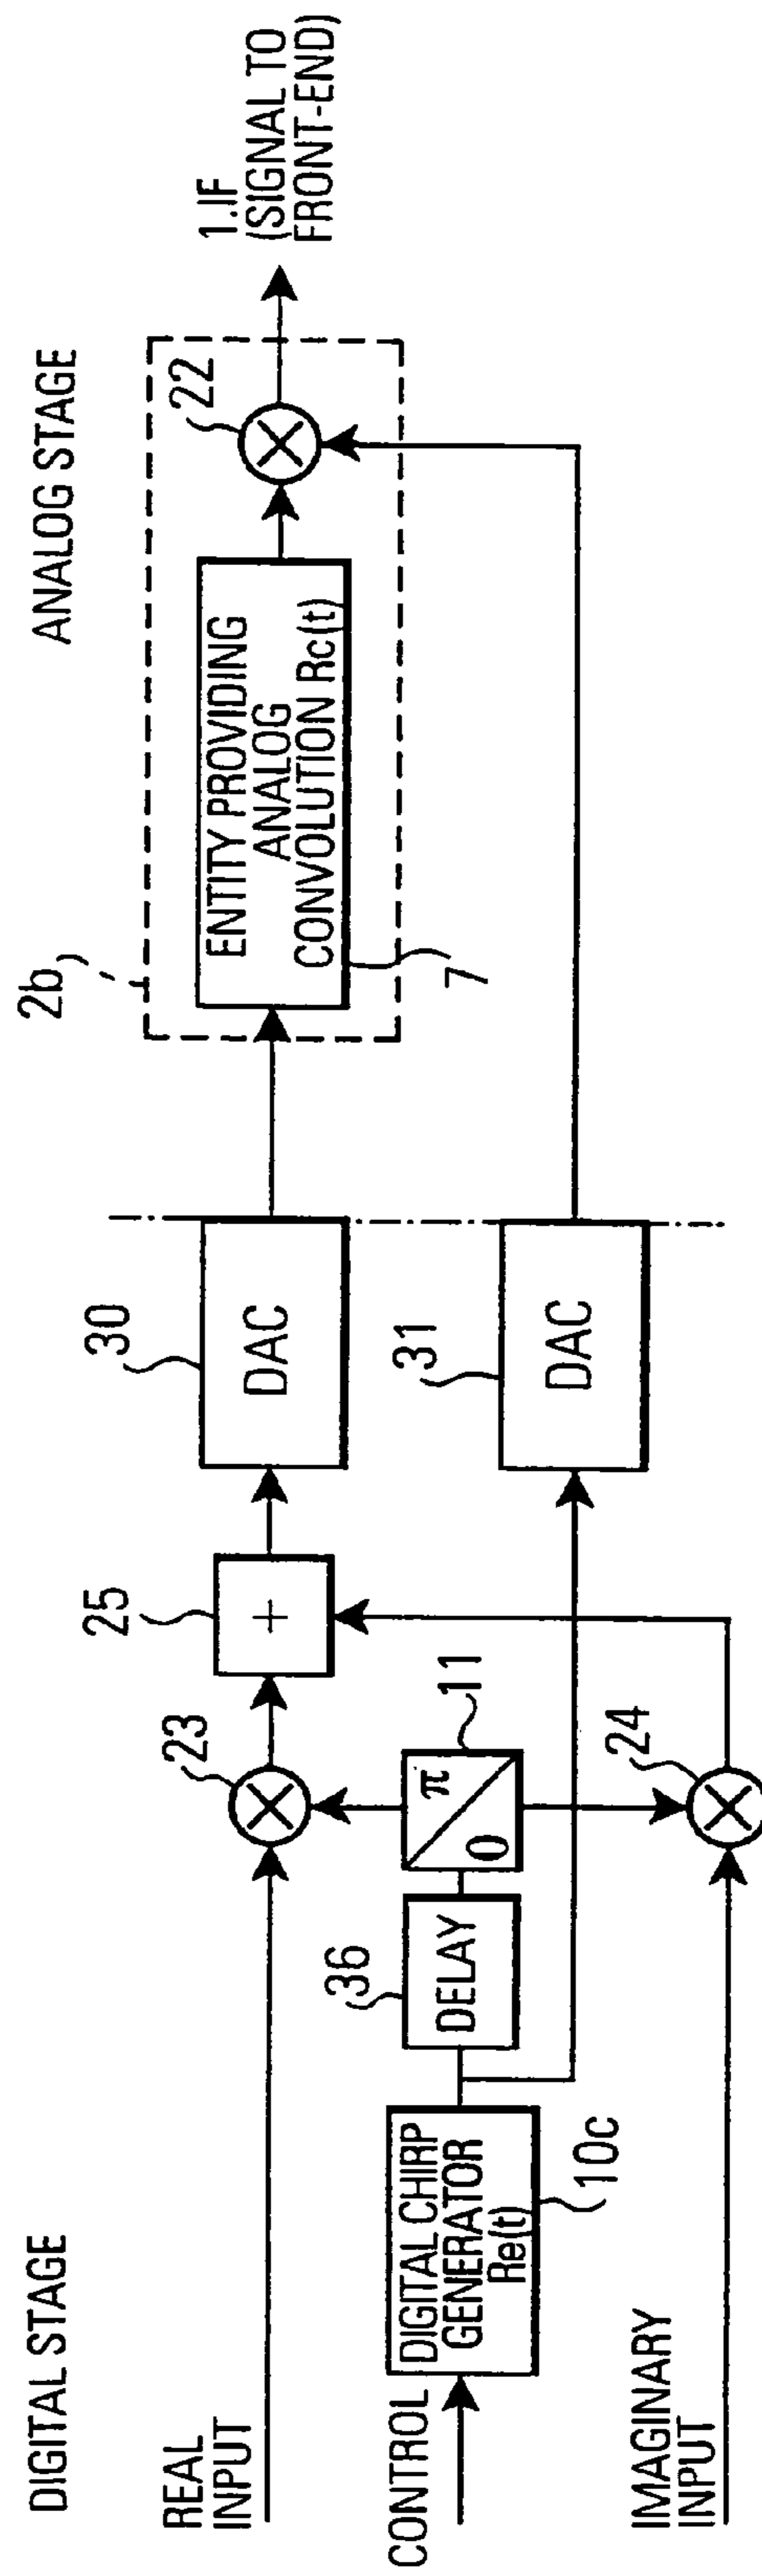 DIGITAL STAGE
ANALOG STAGE
REAL
INPUT
CONTROL
IMAGINARY
INPUT
DIGITAL CHIRP
GENERATOR
Re(t)
10c
36
DELAY
π
0
11
23
24
25
+
30
DAC
31
DAC
2b
ENTITY PROVIDING
ANALOG
CONVOLUTION Rc(t)
7
22
1.IF
(SIGNAL TO
FRONT-END)